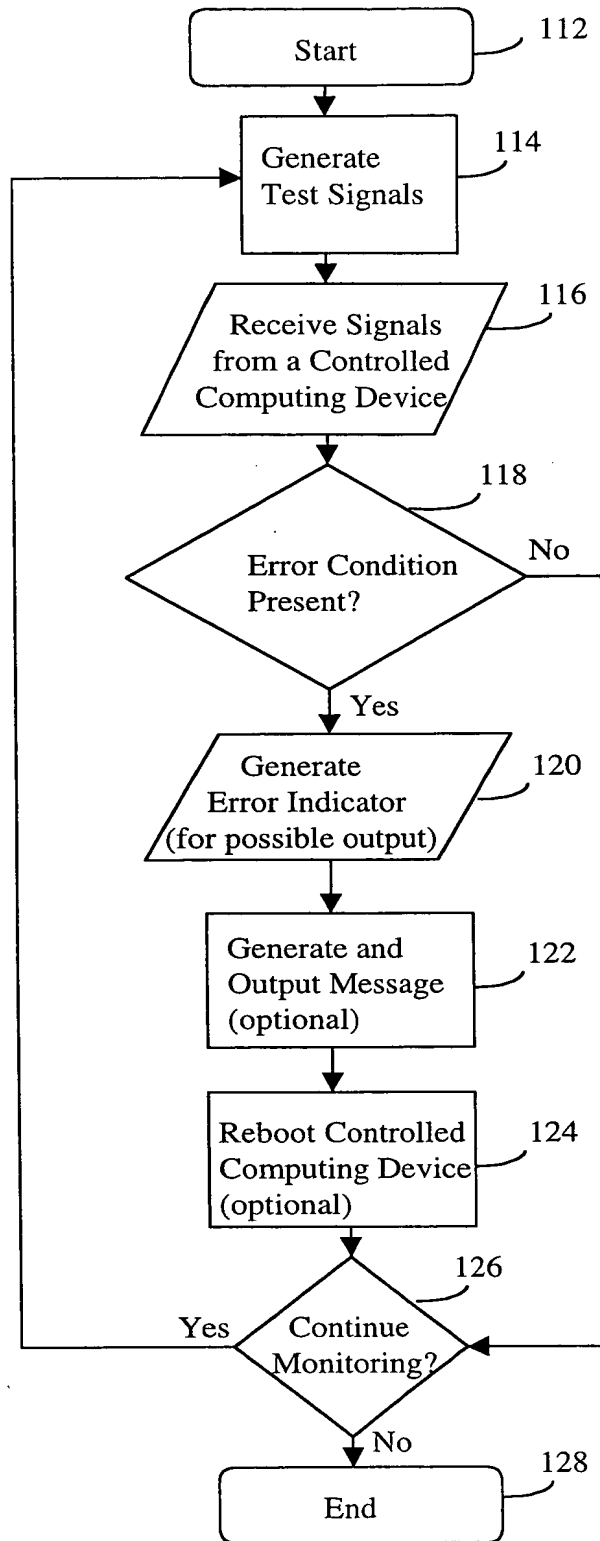 Start
112
Generate
Test Signals
114
Receive Signals
from a Controlled
Computing Device
116
118
Error Condition
Present?
No
Yes
Generate
Error Indicator
(for possible output)
120
Generate and
Output Message
(optional)
122
Reboot Controlled
Computing Device
(optional)
124
126
Yes
Continue
Monitoring?
No
128
End